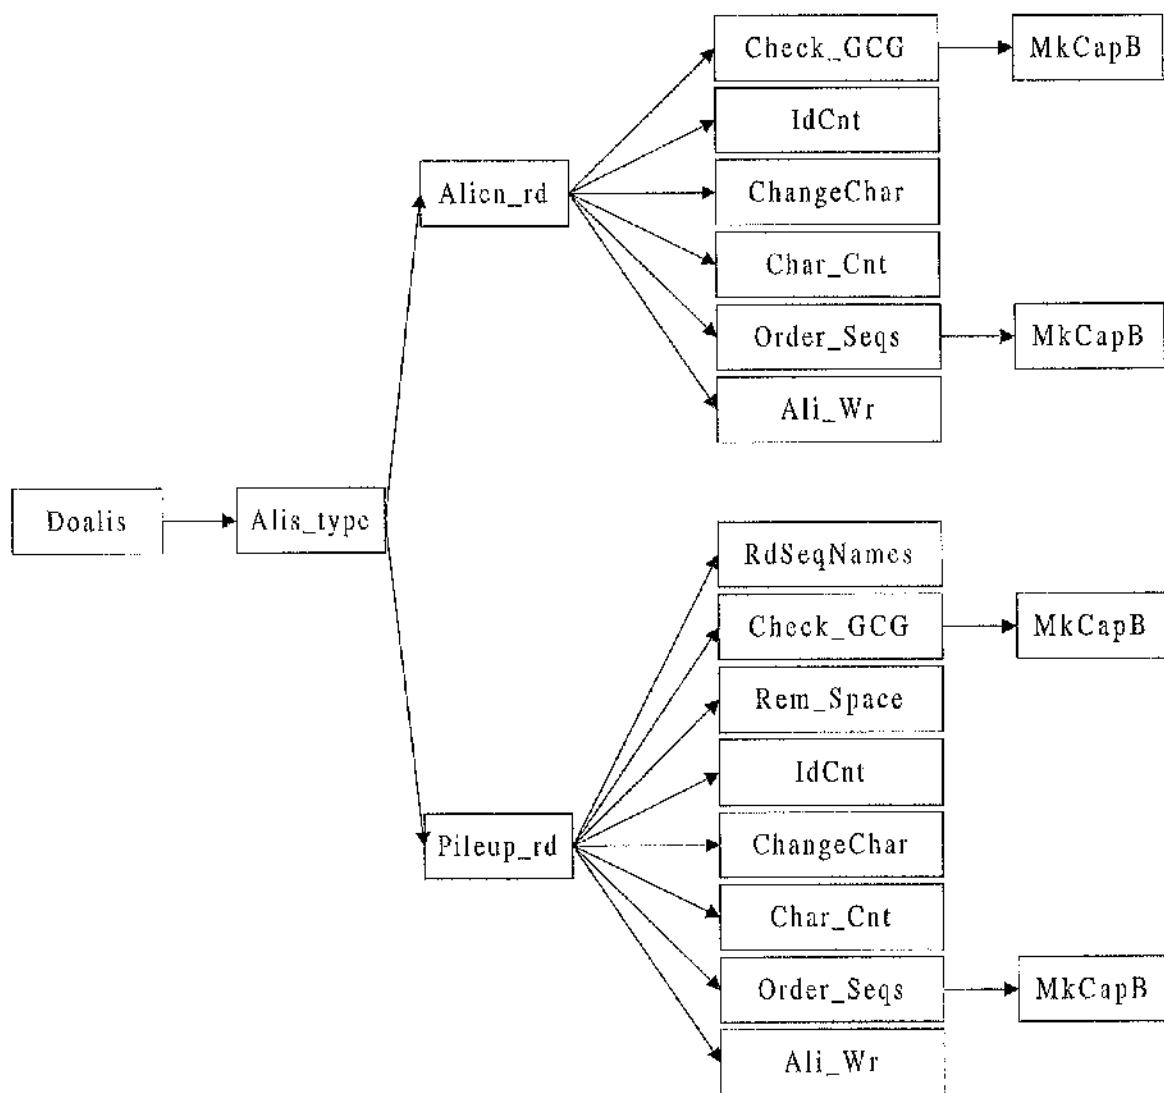 Check_GCG
MkCapB
IdCnt
Alien_rd
ChangeChar
Char_Cnt
Order_Seqs
MkCapB
Ali_Wr
Doalis
Alis_type
RdSeqNames
Check_GCG
MkCapB
Rem_Space
IdCnt
Pileup_rd
ChangeChar
Char_Cnt
Order_Seqs
MkCapB
Ali_Wr